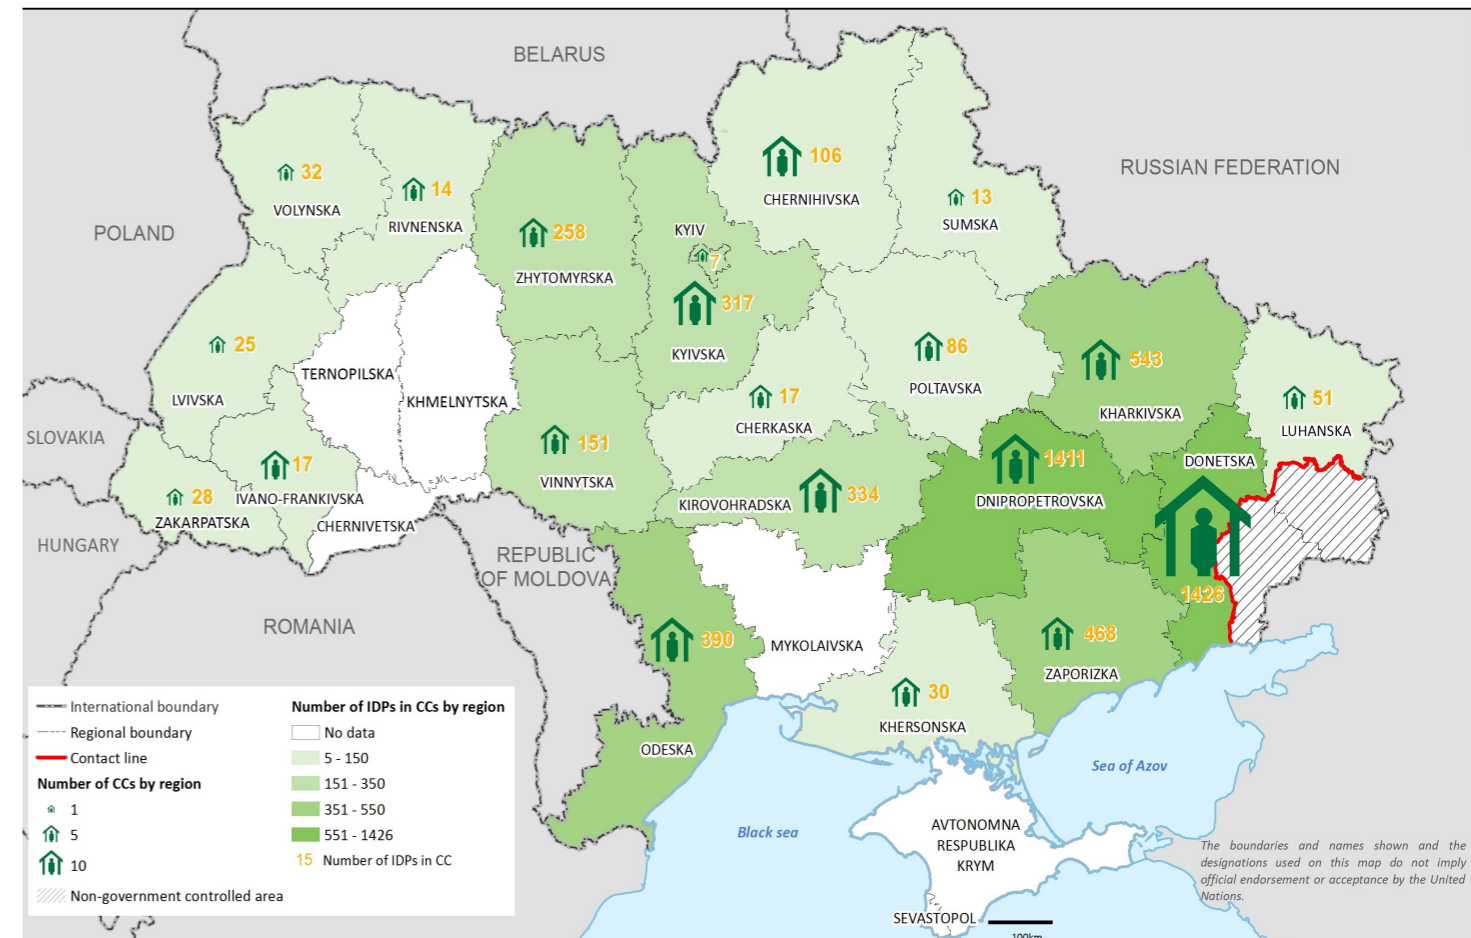 BELARUS
RUSSIAN FEDERATION
POLAND
SLOVAKIA
HUNGARY
ROMANIA
REPUBLIC
OF MOLDOVA
32
VOLYNSKA
14
RIVNENSKA
258
ZHYTOMYRSKA
KYIV
7
317
KYIVSKA
106
CHERNIHIVSKA
13
SUMSKA
25
LVIVSKA
TERNOPILSKA
KHMELNYTSKA
28
ZAKARPATSKA
17
IVANO-FRANKIVSKA
CHERNIVETSKA
151
VINNYTSKA
17
CHERKASKA
86
POLTAVSKA
543
KHARKIVSKA
51
LUHANSKA
DONETSKA
1426
1411
DNIPROPETROVSKA
334
KIROVOHRADSKA
390
ODESKA
MYKOLAIVSKA
30
KHERSONSKA
468
ZAPORIZKA
Sea of Azov
Black sea
AVTONOMNA
RESPUBLIKA
KRYM
SEVASTOPOL
100km
International boundary
Regional boundary
Contact line
Number of CCs by region
1
5
10
Non-government controlled area
Number of IDPs in CCs by region
No data
5 - 150
151 - 350
351 - 550
551 - 1426
15 Number of IDPs in CC
The boundaries and names shown and the
designations used on this map do not imply
official endorsement or acceptance by the United
Nations.